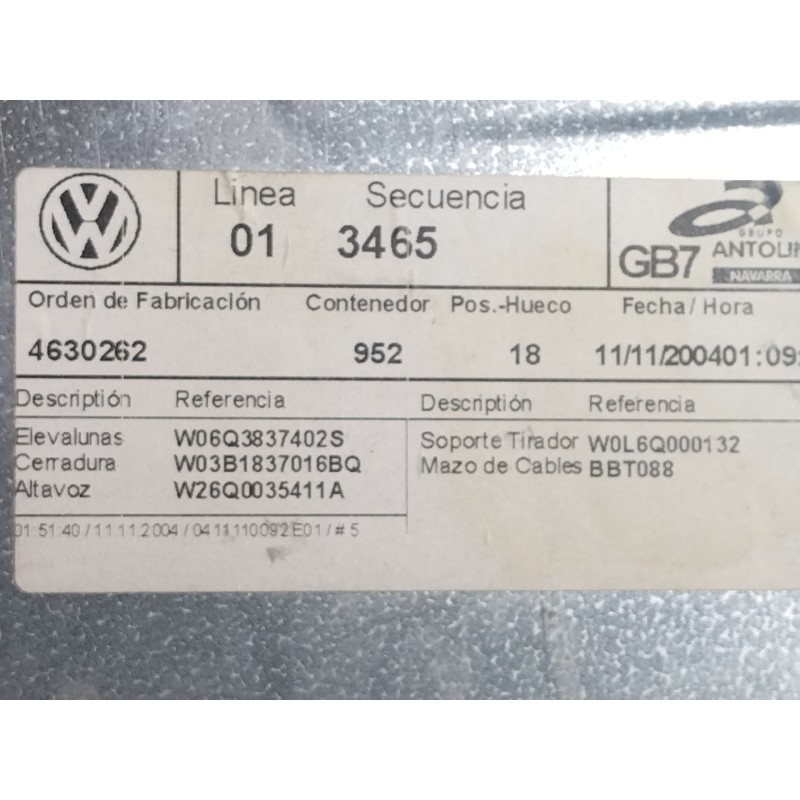 Linea Secuencia
01 3465
GRUPO
ANTOLIN
GB7
NAVARRA
Orden de Fabricación Contenedor Pos.-Hueco Fecha/Hora
4630262 952 18 11/11/200401:09:
Descriptión Referencia
Elevalunas W06Q3837402S
Cerradura W03B1837016BQ
Altavoz W26Q0035411A
Descriptión Referencia
Soporte Tirador W0L6Q000132
Mazo de Cables BBT088
01:51:40 / 11.11.2004 / 0411110092E01 / # 5